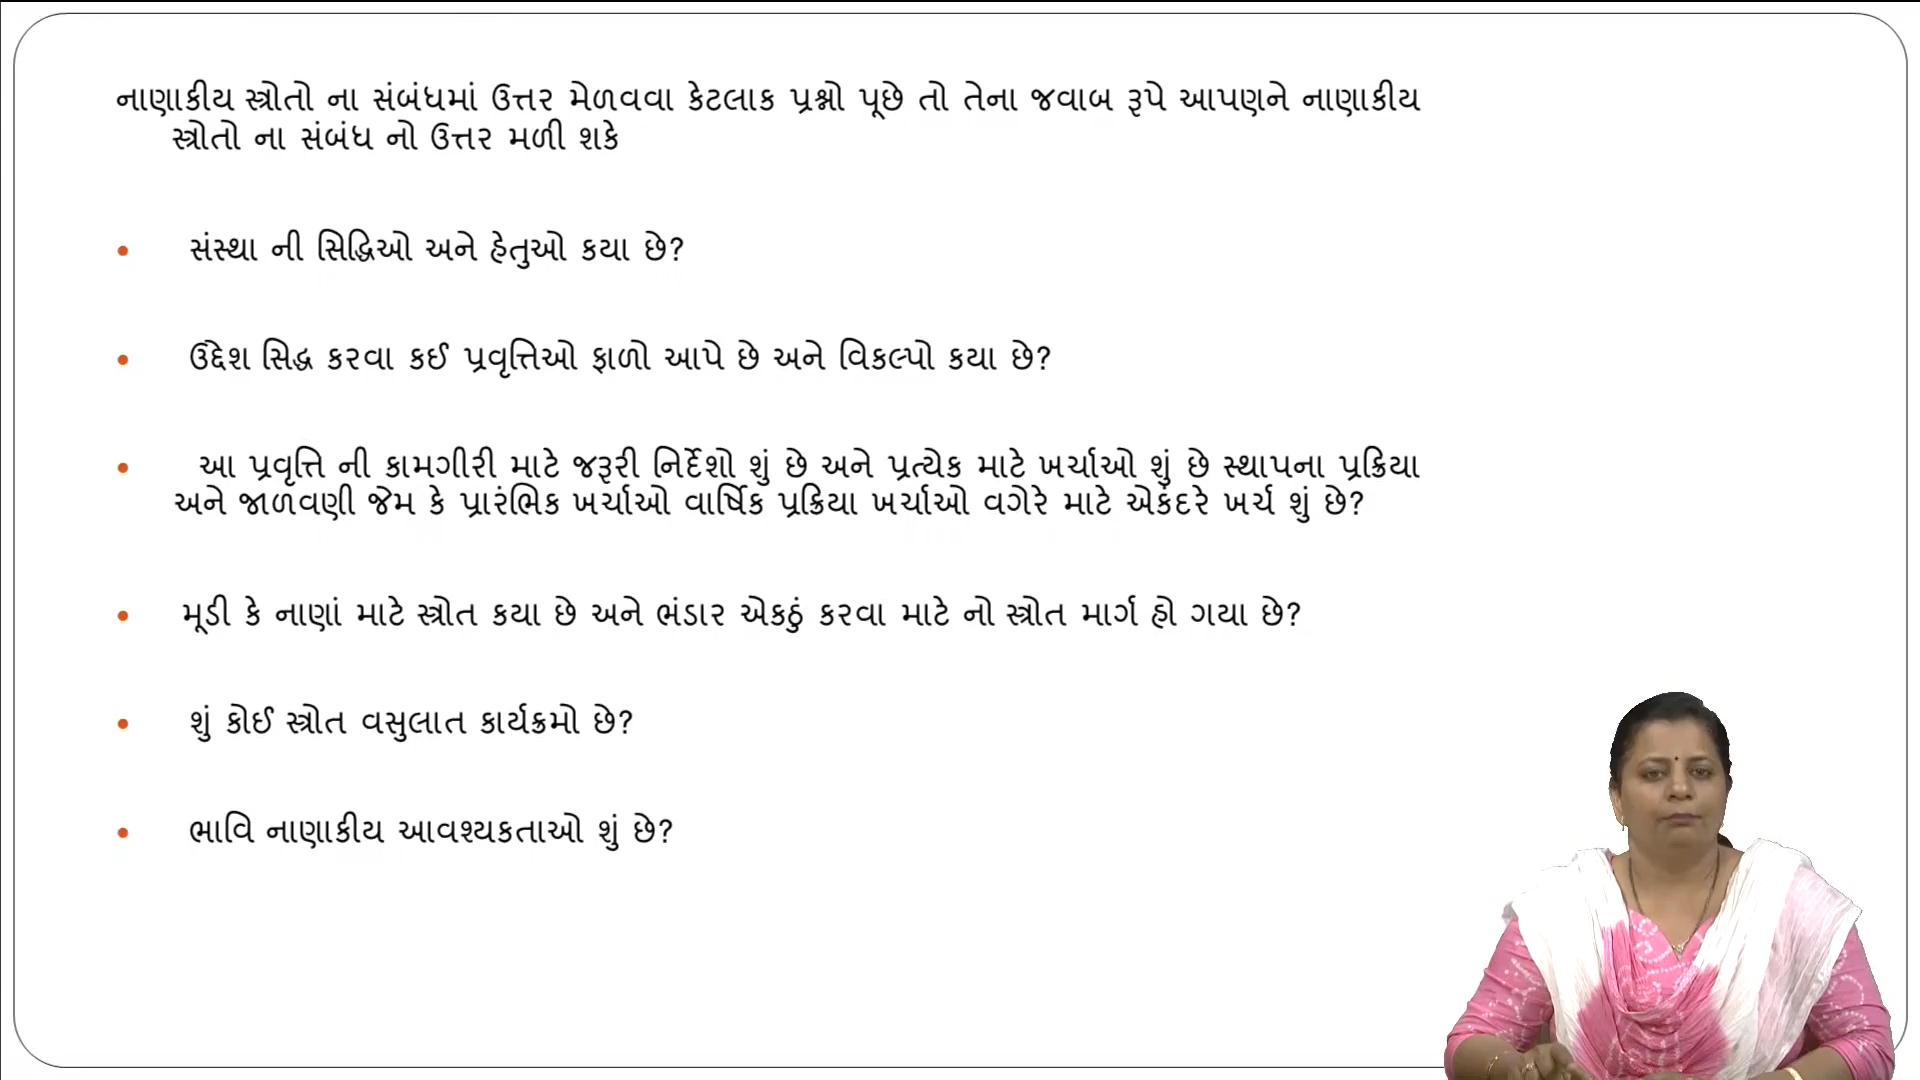 નાણાકીય સ્ત્રોતો ના સંબંધમાં ઉત્તર મેળવવા કેટલાક પ્રશ્નો પૂછે તો તેના જવાબ રૂપે આપણને નાણાકીય
સ્ત્રોતો ના સંબંધ નો ઉત્તર મળી શકે
• સંસ્થા ની સિદ્ધિઓ અને હેતુઓ કયા છે?
• ઉદ્દેશ સિદ્ધ કરવા કઈ પ્રવૃત્તિઓ ફાળો આપે છે અને વિકલ્પો કયા છે?
• આ પ્રવૃત્તિ ની કામગીરી માટે જરૂરી નિર્દેશો શું છે અને પ્રત્યેક માટે ખર્ચાઓ શું છે સ્થાપના પ્રક્રિયા
અને જાળવણી જેમ કે પ્રારંભિક ખર્ચાઓ વાર્ષિક પ્રક્રિયા ખર્ચાઓ વગેરે માટે એકંદરે ખર્ચ શું છે?
• મૂડી કે નાણાં માટે સ્ત્રોત કયા છે અને ભંડાર એકઠું કરવા માટે નો સ્ત્રોત માર્ગ હો ગયા છે?
• શું કોઈ સ્ત્રોત વસુલાત કાર્યક્રમો છે?
• ભાવિ નાણાકીય આવશ્યકતાઓ શું છે?